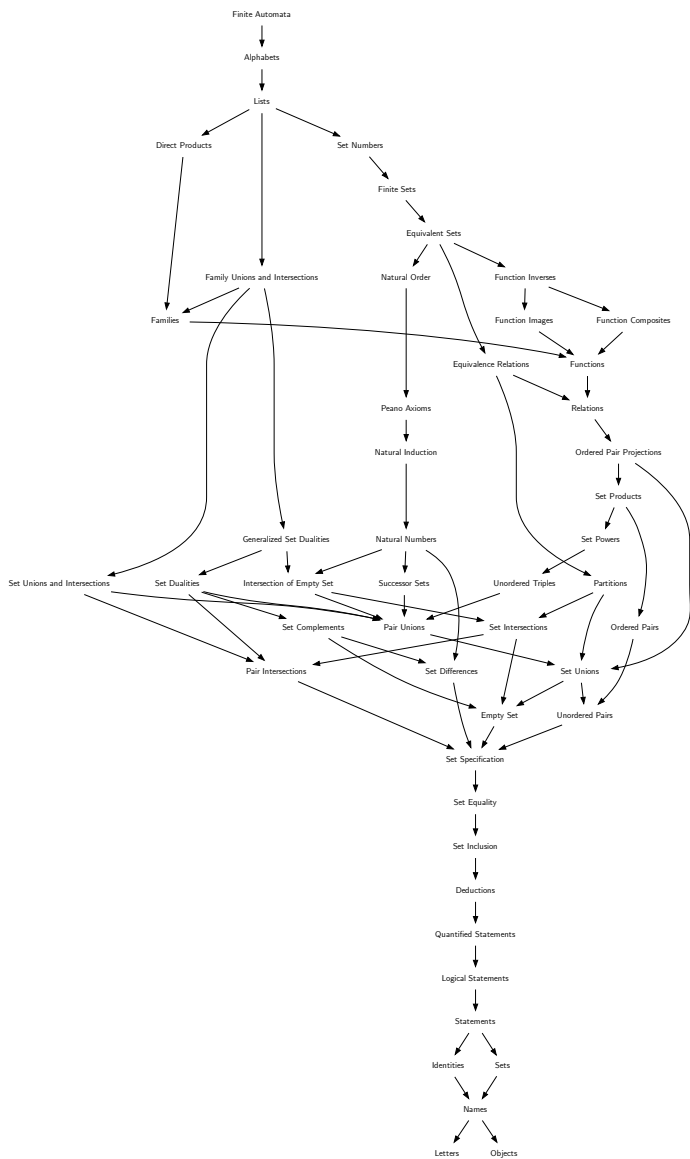 Finite Automata
Alphabets
Lists
Direct Products
Set Numbers
Finite Sets
Equivalent Sets
Family Unions and Intersections
Natural Order
Function Inverses
Families
Function Images
Function Composites
Equivalence Relations
Functions
Peano Axioms
Relations
Natural Induction
Ordered Pair Projections
Set Products
Generalized Set Dualities
Natural Numbers
Set Powers
Set Unions and Intersections
Set Dualities
Intersection of Empty Set
Successor Sets
Unordered Triples
Partitions
Set Complements
Pair Unions
Set Intersections
Ordered Pairs
Pair Intersections
Set Differences
Set Unions
Empty Set
Unordered Pairs
Set Specification
Set Equality
Set Inclusion
Deductions
Quantified Statements
Logical Statements
Statements
Identities
Sets
Names
Letters
Objects